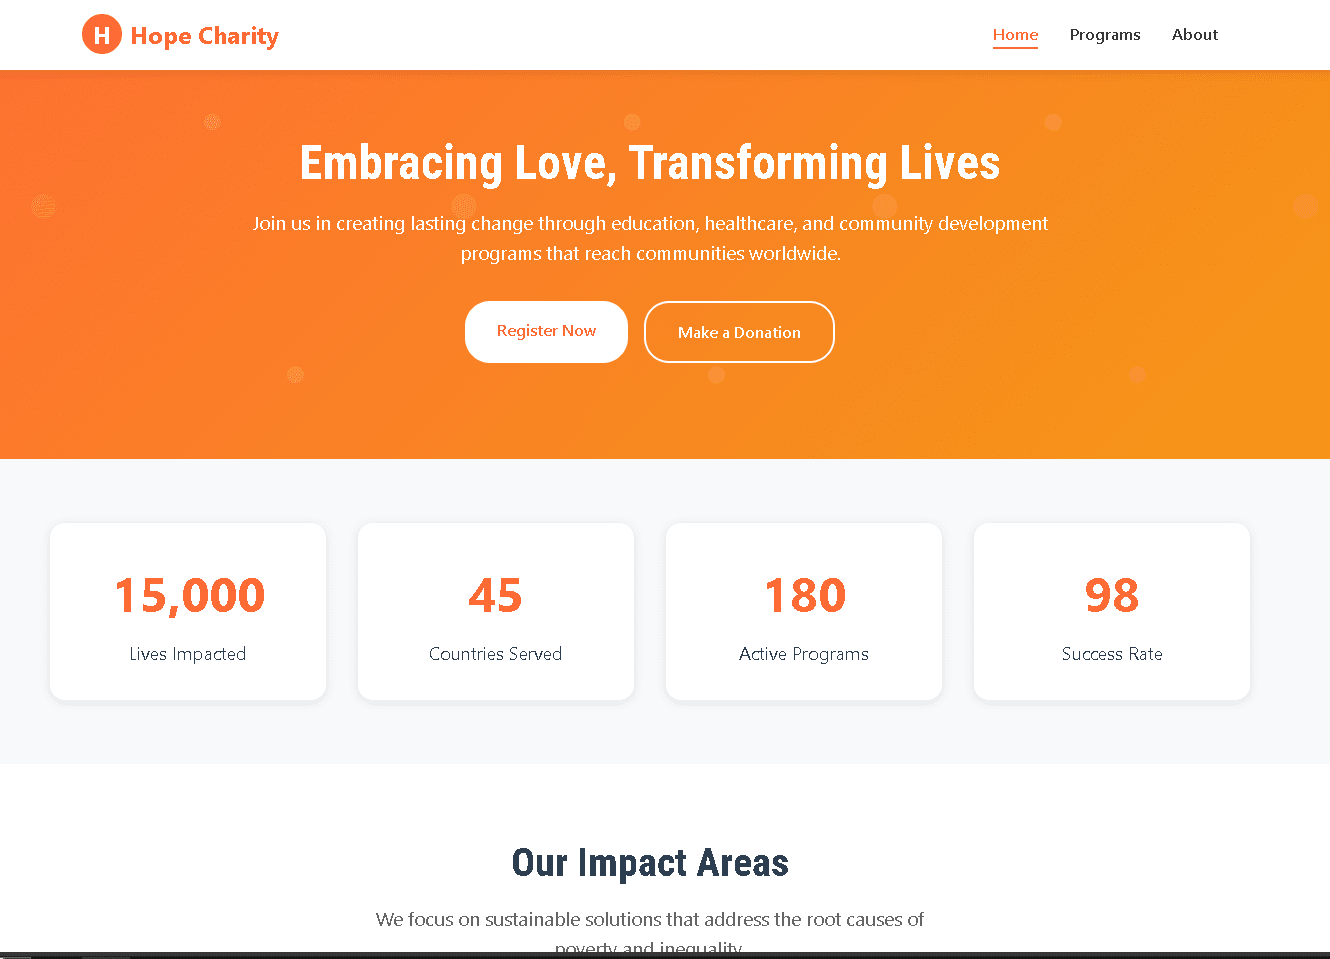 H Hope Charity
Home Programs About
Embracing Love, Transforming Lives
Join us in creating lasting change through education, healthcare, and community development
programs that reach communities worldwide.
Register Now Make a Donation
15,000 45 180 98
Lives Impacted Countries Served Active Programs Success Rate
Our Impact Areas
We focus on sustainable solutions that address the root causes of
poverty and inequality